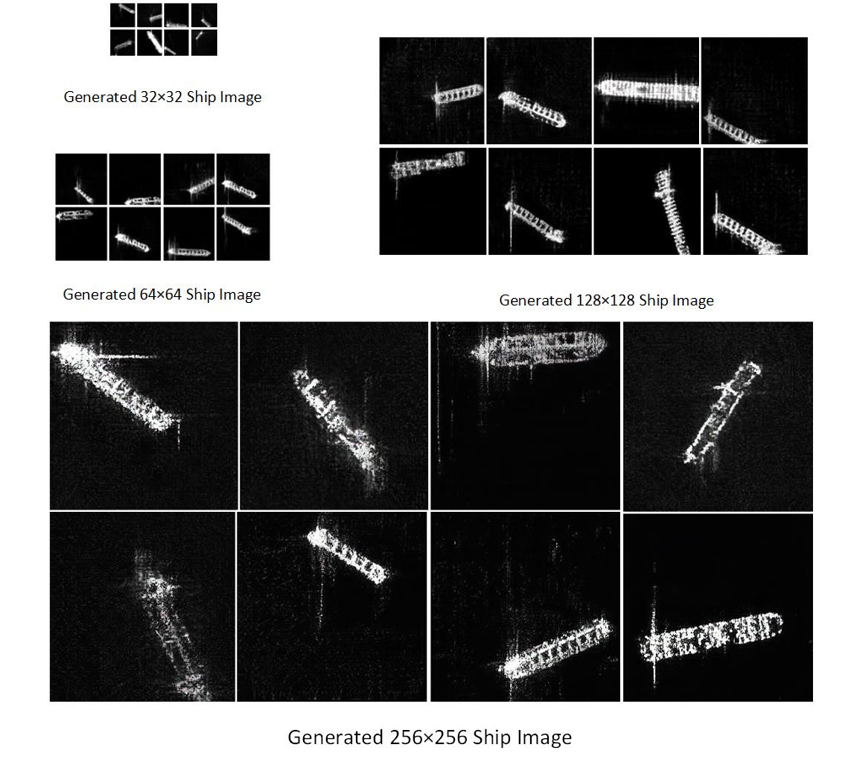 Generated 32×32 Ship Image
Generated 64×64 Ship Image
Generated 128×128 Ship Image
Generated 256×256 Ship Image